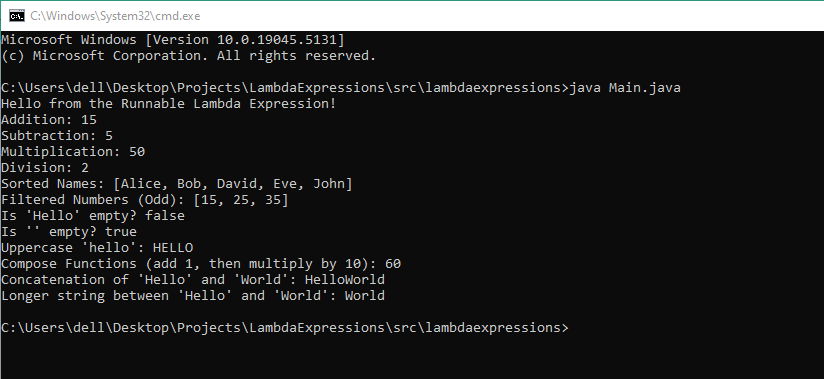 C:\Windows\System32\cmd.exe
Microsoft Windows [Version 10.0.19045.5131]
(c) Microsoft Corporation. All rights reserved.
C:\Users\dell\Desktop\Projects\LambdaExpressions\src\lambdaexpressions>java Main.java
Hello from the Runnable Lambda Expression!
Addition: 15
Subtraction: 5
Multiplication: 50
Division: 2
Sorted Names: [Alice, Bob, David, Eve, John]
Filtered Numbers (Odd): [15, 25, 35]
Is 'Hello' empty? false
Is '' empty? true
Uppercase 'hello': HELLO
Compose Functions (add 1, then multiply by 10): 60
Concatenation of 'Hello' and 'World': HelloWorld
Longer string between 'Hello' and 'World': World
C:\Users\dell\Desktop\Projects\LambdaExpressions\src\lambdaexpressions>